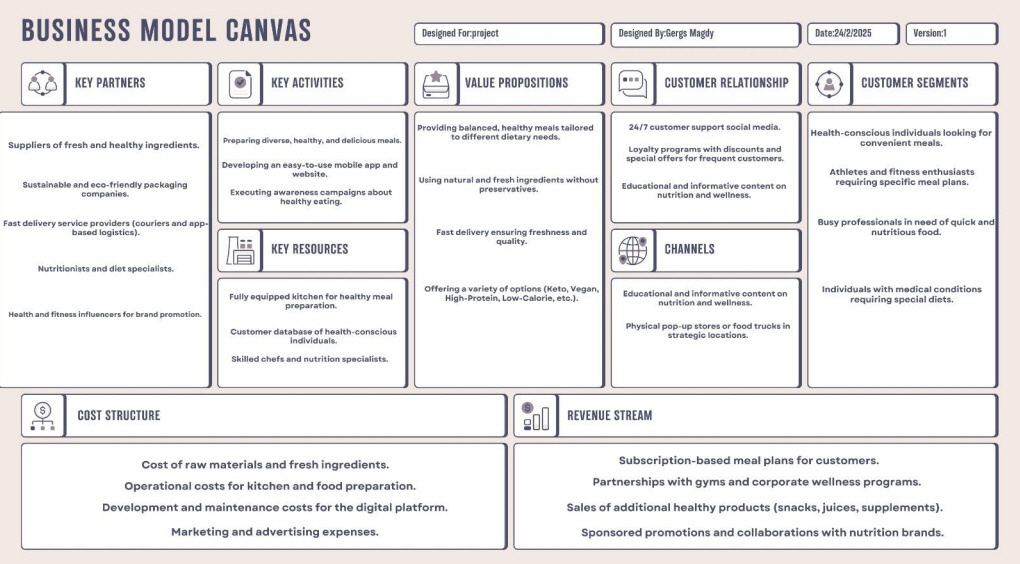 BUSINESS MODEL CANVAS
Designed For:project
Designed By:Gergs Magdy
Date:24/2/2025
Version:1
KEY PARTNERS
Suppliers of fresh and healthy ingredients.
Sustainable and eco-friendly packaging
companies.
Fast delivery service providers (couriers and app-
based logistics).
Nutritionists and diet specialists.
Health and fitness influencers for brand promotion.
KEY ACTIVITIES
Preparing diverse, healthy, and delicious meals.
Developing an easy-to-use mobile app and
website.
Executing awareness campaigns about
healthy eating.
KEY RESOURCES
Fully equipped kitchen for healthy meal
preparation.
Customer database of health-conscious
individuals.
Skilled chefs and nutrition specialists.
VALUE PROPOSITIONS
Providing balanced, healthy meals tailored
to different dietary needs.
Using natural and fresh ingredients without
preservatives.
Fast delivery ensuring freshness and
quality.
Offering a variety of options (Keto, Vegan,
High-Protein, Low-Calorie, etc.).
CUSTOMER RELATIONSHIP
24/7 customer support social media.
Loyalty programs with discounts and
special offers for frequent customers.
Educational and informative content on
nutrition and wellness.
CHANNELS
Educational and informative content on
nutrition and wellness.
Physical pop-up stores or food trucks in
strategic locations.
CUSTOMER SEGMENTS
Health-conscious individuals looking for
convenient meals.
Athletes and fitness enthusiasts
requiring specific meal plans.
Busy professionals in need of quick and
nutritious food.
Individuals with medical conditions
requiring special diets.
COST STRUCTURE
Cost of raw materials and fresh ingredients.
Operational costs for kitchen and food preparation.
Development and maintenance costs for the digital platform.
Marketing and advertising expenses.
REVENUE STREAM
Subscription-based meal plans for customers.
Partnerships with gyms and corporate wellness programs.
Sales of additional healthy products (snacks, juices, supplements).
Sponsored promotions and collaborations with nutrition brands.